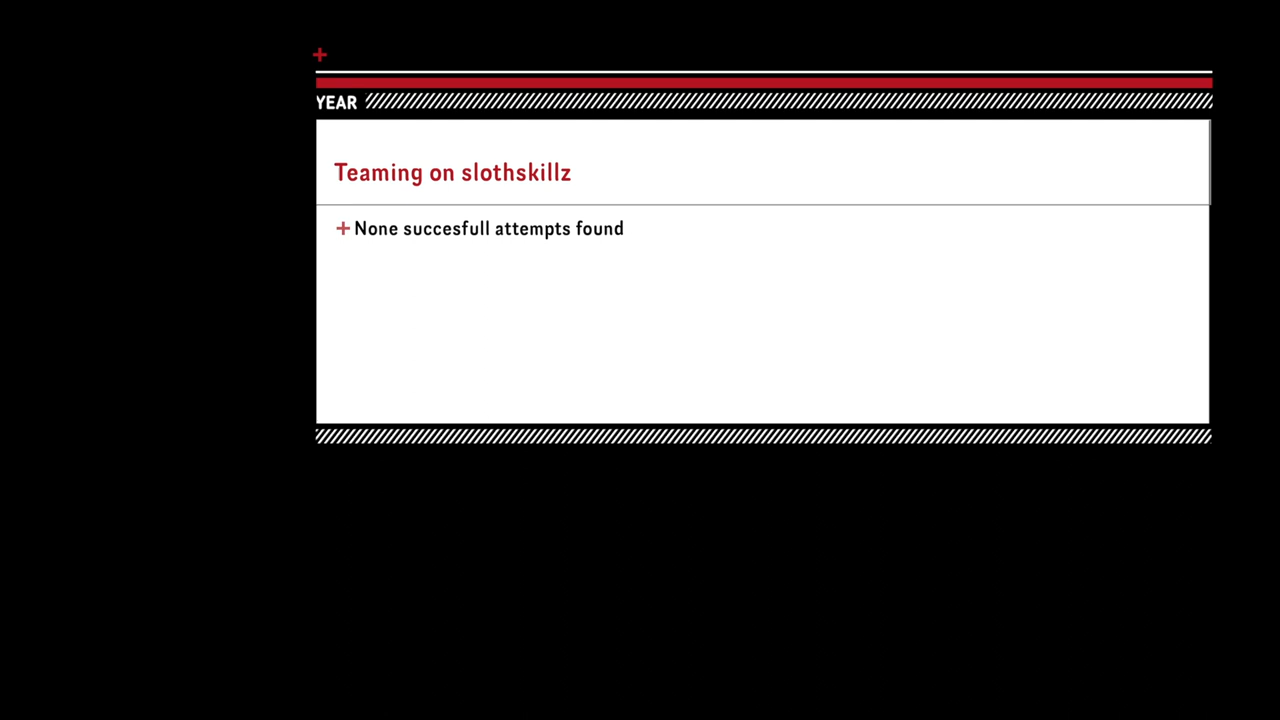 YEAR
Teaming on slothskillz
+ None succesfull attempts found